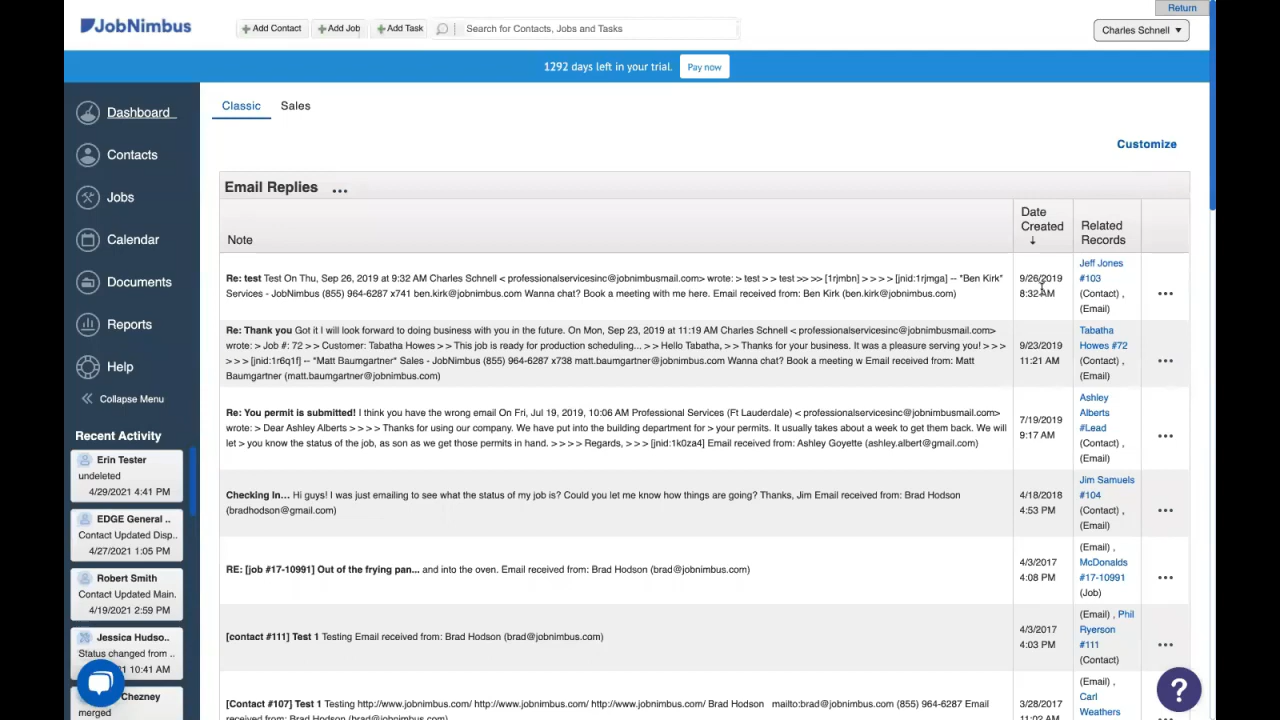 Return
JobNimbus
Add Contact
Add Job
Add Task
Search for Contacts, Jobs and Tasks
Charles Schnell
1292 days left in your trial.
Pay now
Dashboard
Contacts
Jobs
Calendar
Documents
Reports
Help
Collapse Menu
Recent Activity
Erin Tester
undeleted
4/29/2021 4:41 PM
EDGE General ..
Contact Updated Disp..
4/27/2021 1:05 PM
Robert Smith
Contact Updated Main.
4/19/2021 2:59 PM
Jessica Hudso..
Status changed from ..
10:41 AM
Chezney
merged
Classic
Sales
Customize
Email Replies ...
Note
Date
Created
Related
Records
Re: test Test On Thu, Sep 26, 2019 at 9:32 AM Charles Schnell < professionalservicesinc@jobnimbusmail.com> wrote: > test > > test >> >> [1rjmbn] > > > > [jnid:1rjmga] -- "Ben Kirk"
Services - JobNimbus (855) 964-6287 x741 ben.kirk@jobnimbus.com Wanna chat? Book a meeting with me here. Email received from: Ben Kirk (ben.kirk@jobnimbus.com)
9/26/2019
8:32 AM
Jeff Jones
#103
(Contact) ,
(Email)
Re: Thank you Got it I will look forward to doing business with you in the future. On Mon, Sep 23, 2019 at 11:19 AM Charles Schnell < professionalservicesinc@jobnimbusmail.com>
wrote: > Job #: 72 > > Customer: Tabatha Howes > > This job is ready for production scheduling... > > Hello Tabatha, > > Thanks for your business. It was a pleasure serving you! > > >
> > > > [jnid:1r6q1f] -- "Matt Baumgartner" Sales - JobNimbus (855) 964-6287 x738 matt.baumgartner@jobnimbus.com Wanna chat? Book a meeting w Email received from: Matt
Baumgartner (matt.baumgartner@jobnimbus.com)
9/23/2019
11:21 AM
Tabatha
Howes #72
(Contact) ,
(Email)
Re: You permit is submitted! I think you have the wrong email On Fri, Jul 19, 2019, 10:06 AM Professional Services (Ft Lauderdale) < professionalservicesinc@jobnimbusmail.com>
wrote: > Dear Ashley Alberts > > > > Thanks for using our company. We have put into the building department for > your permits. It usually takes about a week to get them back. We will
let > you know the status of the job, as son as we get those permits in hand. > > > > Regards, > > > [jnid:1k0za4] Email received from: Ashley Goyette (ashley.albert@gmail.com)
7/19/2019
9:17 AM
Ashley
Alberts
#Lead
(Contact) ,
(Email)
Checking In... Hi guys! I was just emailing to see what the status of my job is? Could you let me know how things are going? Thanks, Jim Email received from: Brad Hodson
(bradhodson@gmail.com)
4/18/2018
4:53 PM
Jim Samuels
#104
(Contact) ,
(Email)
RE: [job #17-10991] Out of the frying pan... and into the oven. Email received from: Brad Hodson (brad@jobnimbus.com)
4/3/2017
4:08 PM
(Email) ,
McDonalds
#17-10991
(Job)
[contact #111] Test 1 Testing Email received from: Brad Hodson (brad@jobnimbus.com)
4/3/2017
4:03 PM
(Email) , Phil
Ryerson
#111
(Contact)
[Contact #107] Test 1 Testing http://www.jobnimbus.com/ http://www.jobnimbus.com/ http://www.jobnimbus.com/ Brad Hodson mailto:brad@jobnimbus.com (855) 964-6287 Email
received from: Brad Hodson (brad@jobnimbus.com)
3/28/2017
11:02 AM
(Email) ,
Carl
Weathers
?